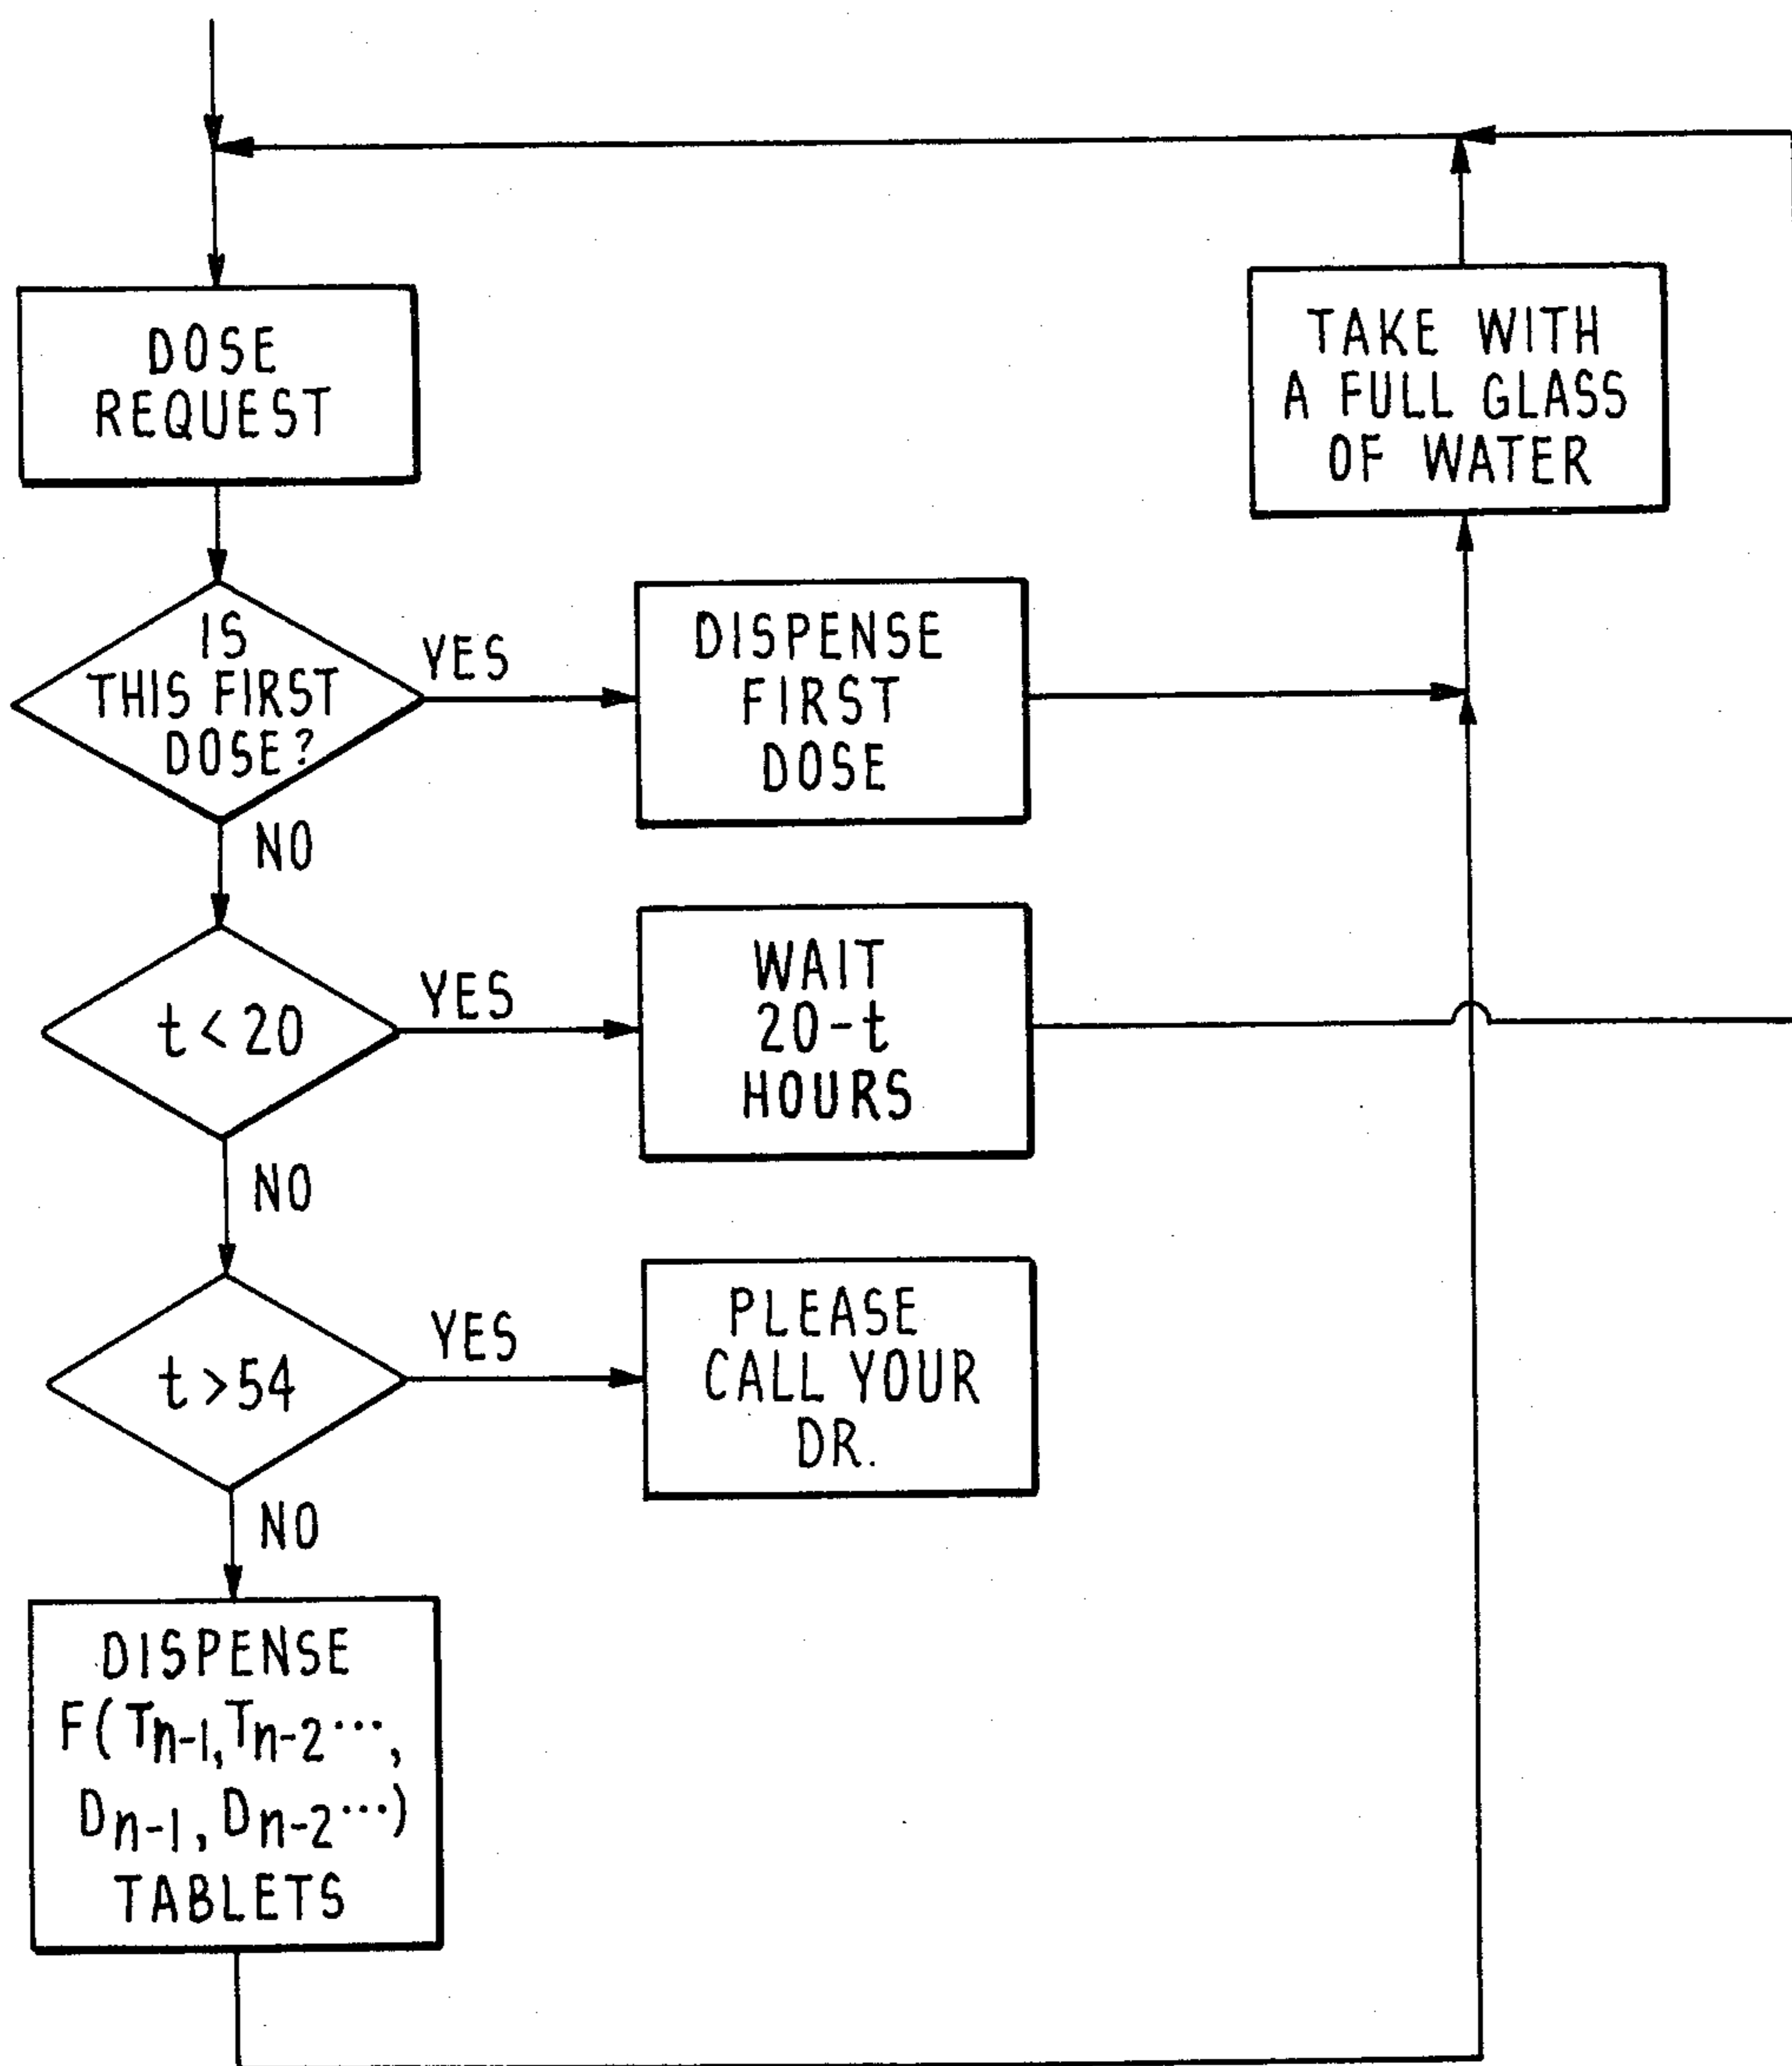 DOSE
REQUEST
TAKE WITH
A FULL GLASS
OF WATER
IS
THIS FIRST
DOSE?
YES
DISPENSE
FIRST
DOSE
NO
t < 20
YES
WAIT
20-t
HOURS
NO
t > 54
YES
PLEASE
CALL YOUR
DR.
NO
DISPENSE
F(Tn-1, Tn-2...,
Dn-1, Dn-2...)
TABLETS